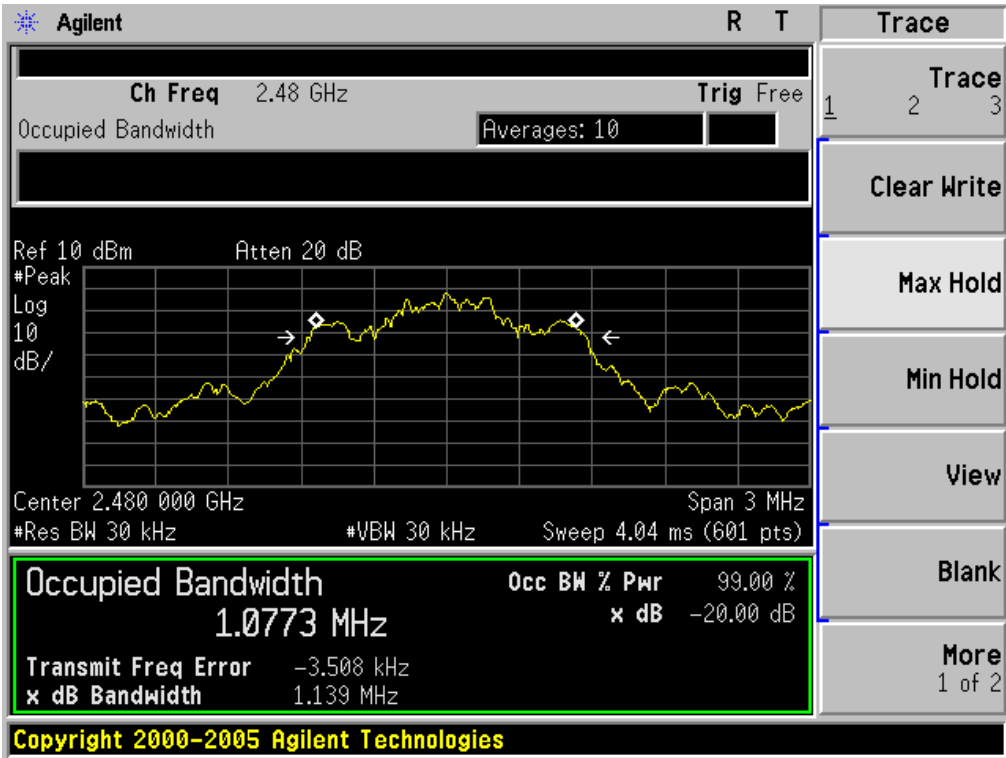 Agilent R T
Trace
Ch Freq 2.48 GHz Trig Free
Occupied Bandwidth Averages: 10
Trace
1 2 3
Clear Write
Max Hold
Min Hold
View
Blank
More
1 of 2
Ref 10 dBm Atten 20 dB
#Peak
Log
10
dB/
Center 2.480 000 GHz Span 3 MHz
#Res BW 30 kHz #VBW 30 kHz Sweep 4.04 ms (601 pts)
Occupied Bandwidth Occ BW % Pwr 99.00 %
1.0773 MHz x dB -20.00 dB
Transmit Freq Error -3.508 kHz
x dB Bandwidth 1.139 MHz
Copyright 2000-2005 Agilent Technologies